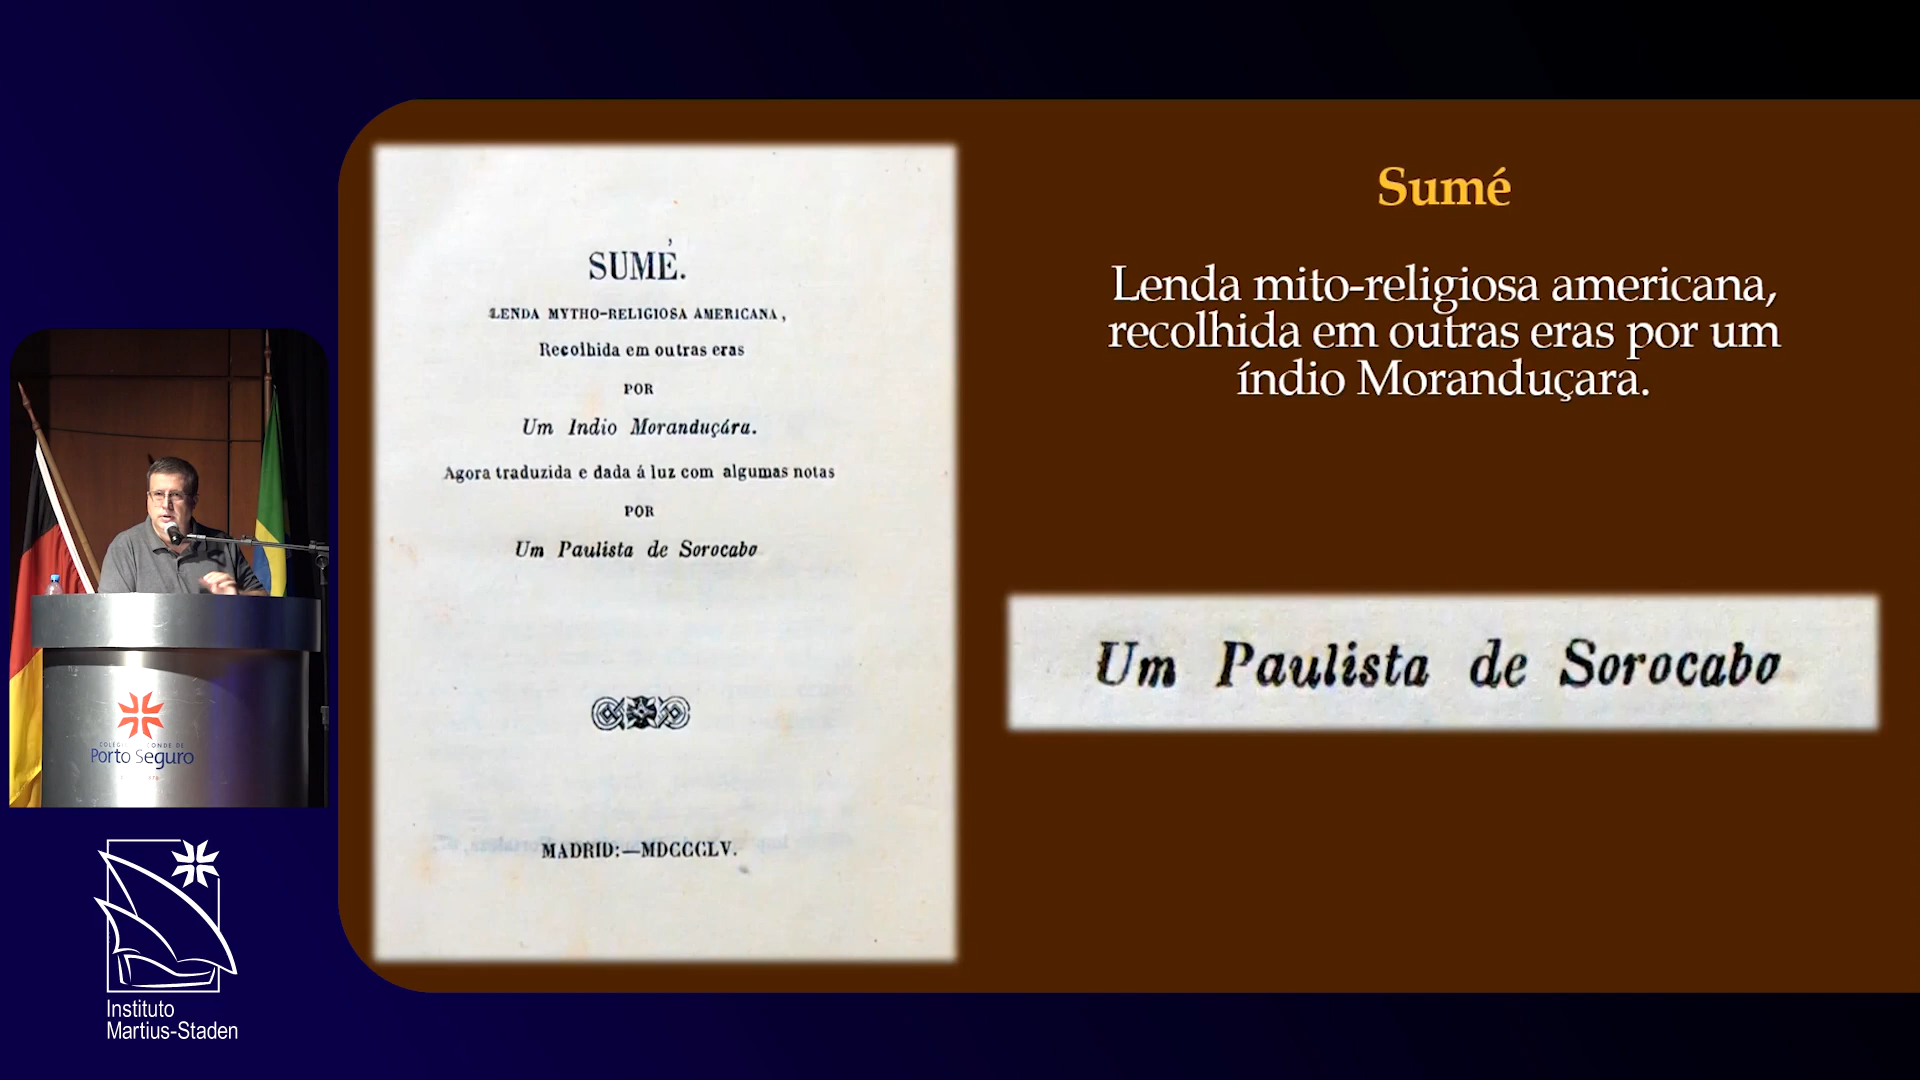 SUMÉ.
LENDA MYTHO-RELIGIOSA AMERICANA,
Recolhida em outras eras
POR
Um Indio Moranduçára.
Agora traduzida e dada á luz com algumas notas
POR
Um Paulista de Sorocabo
MADRID:—MDCCCLV.
Sumé
Lenda mito-religiosa americana,
recolhida em outras eras por um
índio Moranduçara.
Um Paulista de Sorocabo
Porto Seguro
Instituto
Martius-Staden